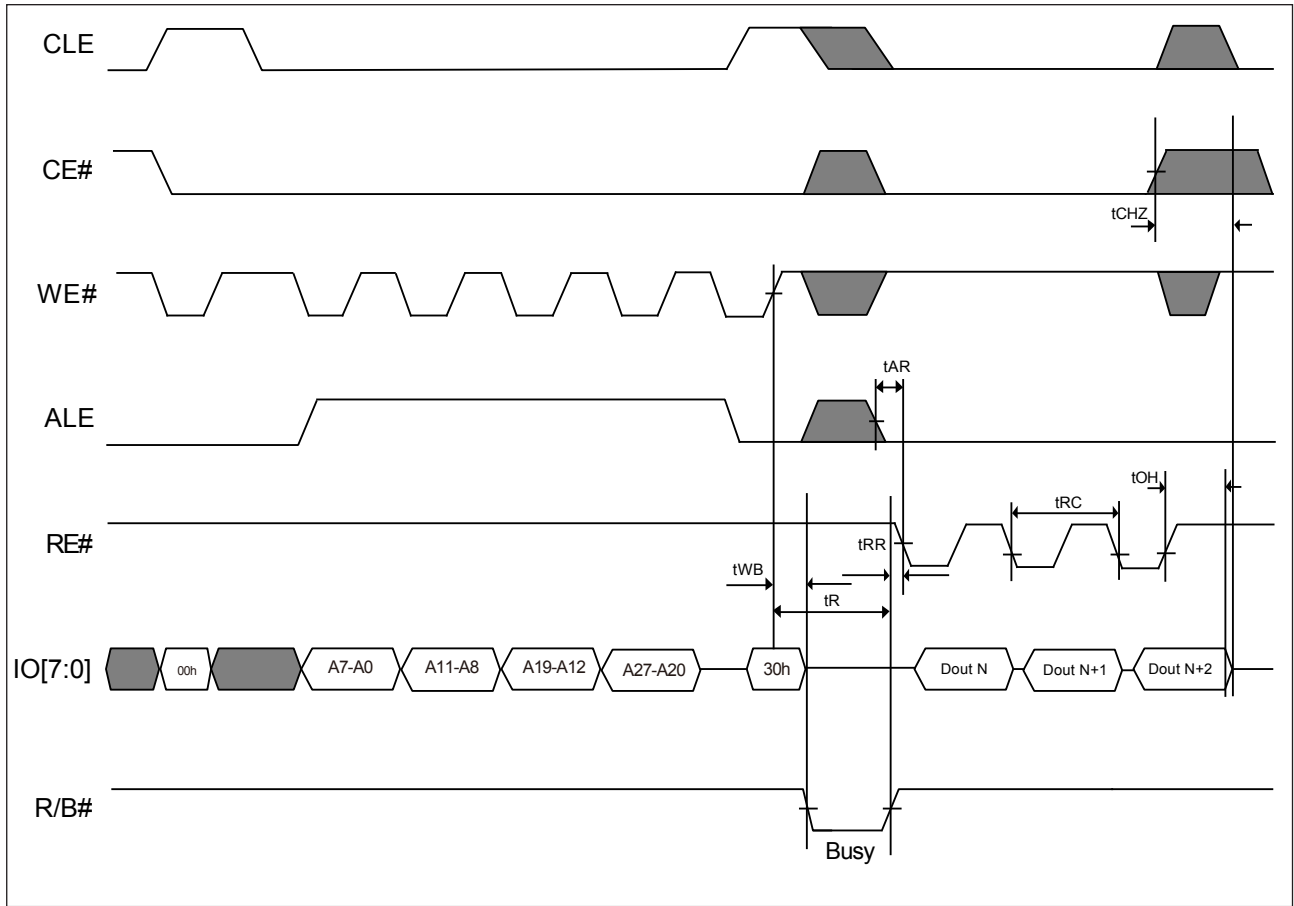 CLE
CE#
tCHZ
WE#
tAR
ALE
tOH
tRC
RE#
tRR
tWB
tR
IO[7:0]
00h
A7-A0
A11-A8
A19-A12
A27-A20
30h
Dout N
Dout N+1
Dout N+2
R/B#
Busy